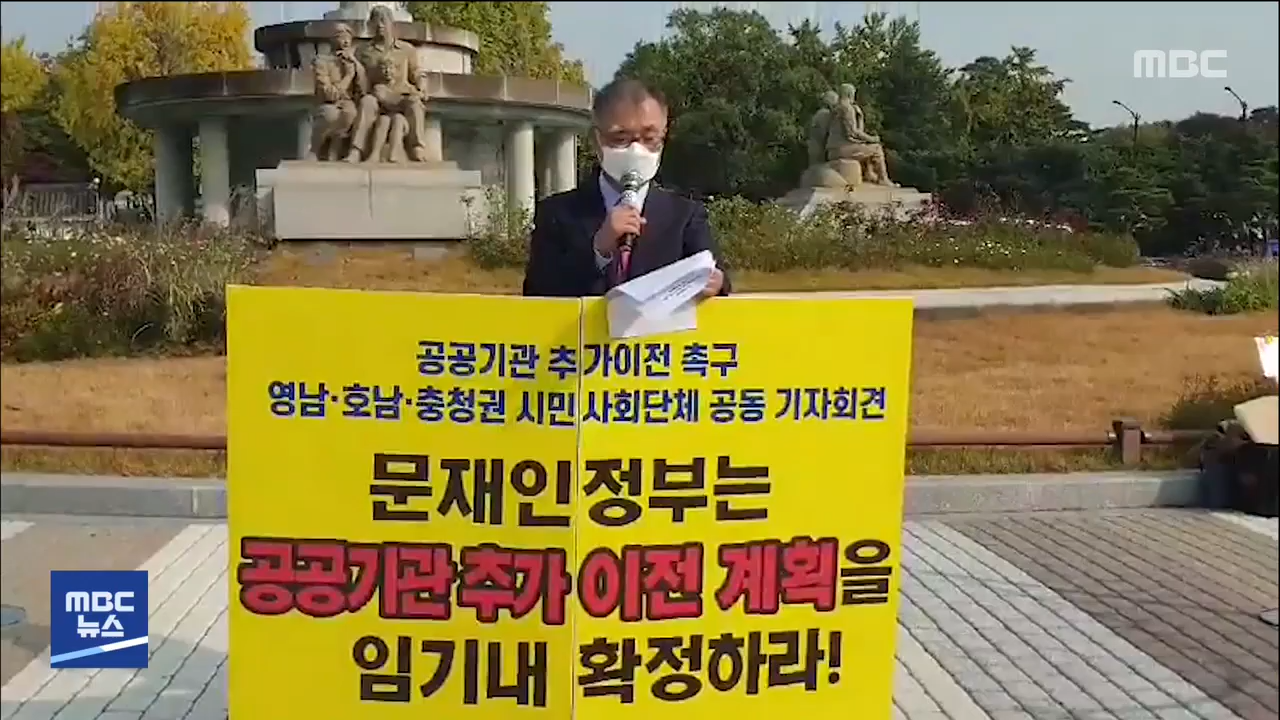 MBC
공공기관 추가이전 촉구
영남·호남·충청권 시민사회단체 공동 기자회견
문재인정부는
공공기관 추가 이전 계획을
임기내 확정하라!
MBC
뉴스